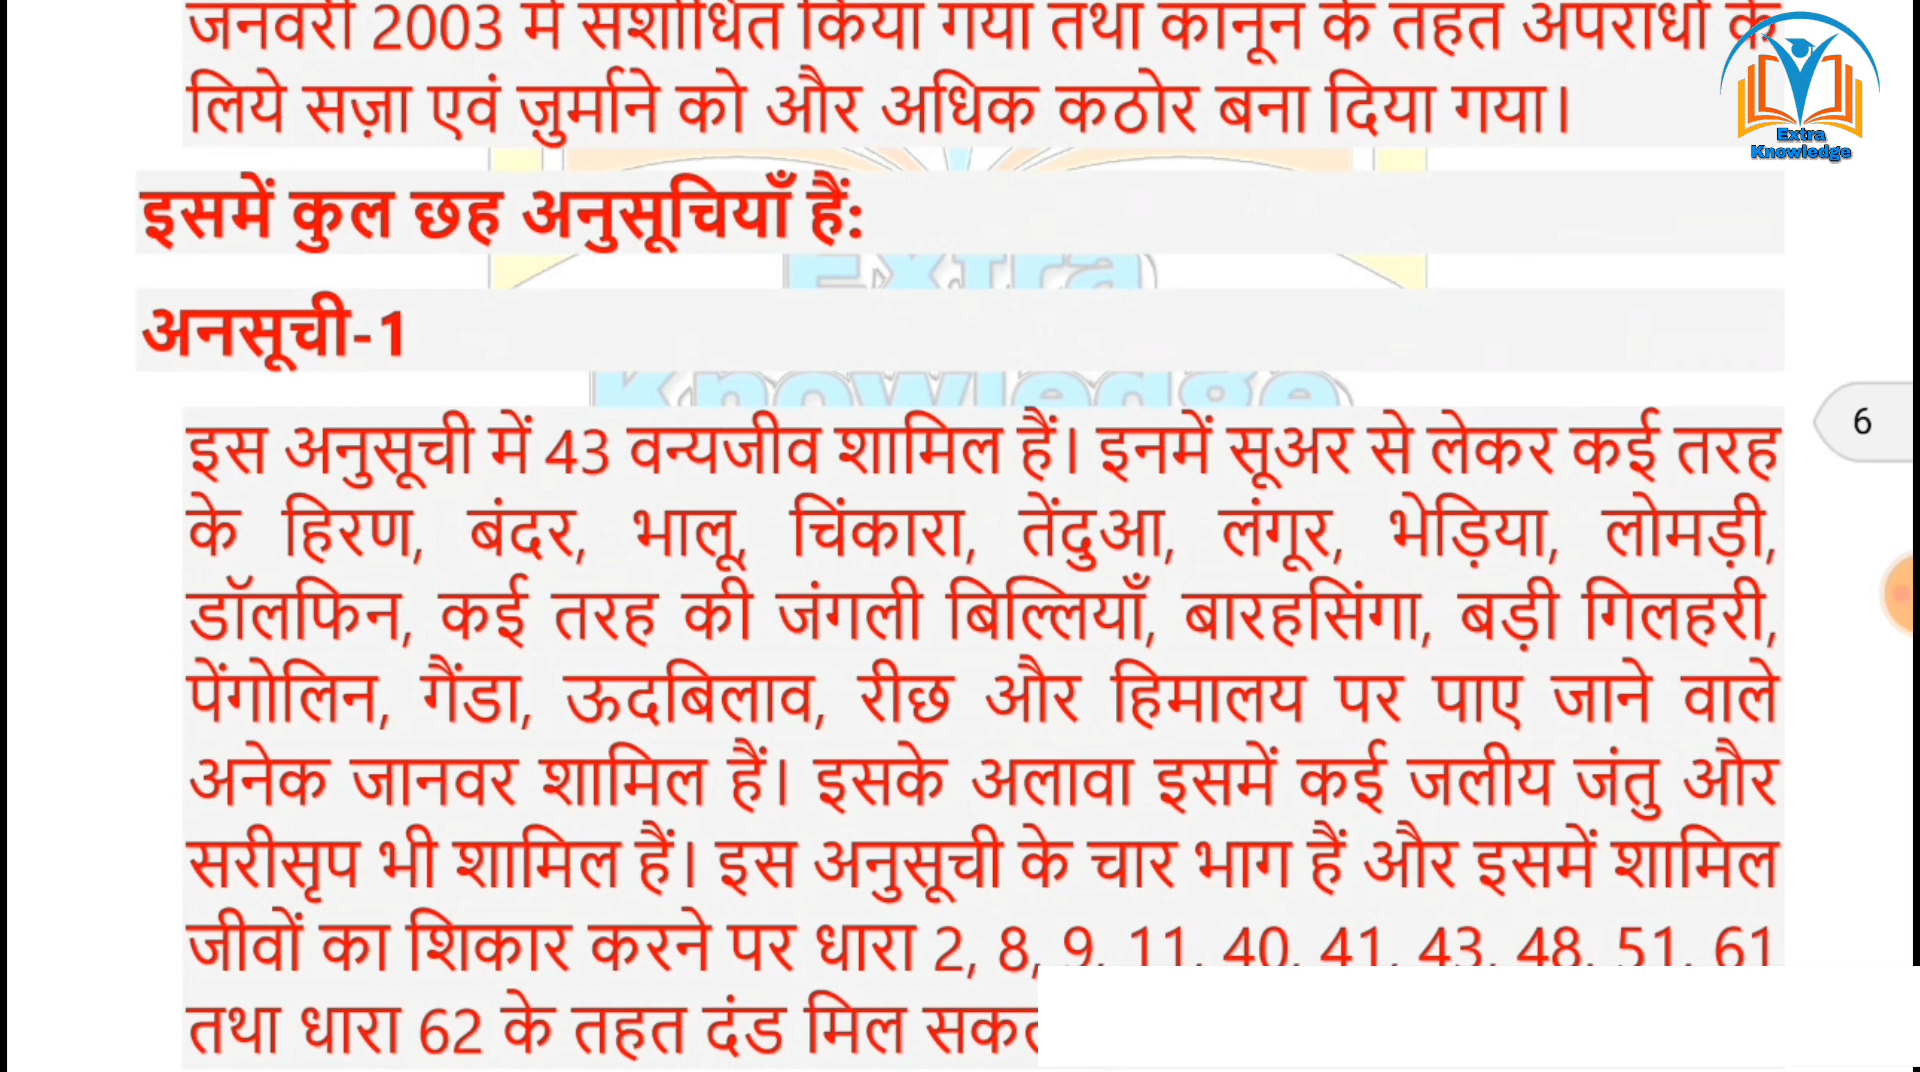 जनवरी 2003 में संशोधित किया गया तथा कानून के तहत अपराधों के
लिये सज़ा एवं ज़ुर्माने को और अधिक कठोर बना दिया गया।
Extra
Knowledge
इसमें कुल छह अनुसूचियाँ हैं:
Extra
अनसूची-1
Knowledge
इस अनुसूची में 43 वन्यजीव शामिल हैं। इनमें सूअर से लेकर कई तरह
6
के हिरण, बंदर, भालू, चिंकारा, तेंदुआ, लंगूर, भेड़िया, लोमड़ी,
डॉलफिन, कई तरह की जंगली बिल्लियाँ, बारहसिंगा, बड़ी गिलहरी,
पेंगोलिन, गैंडा, ऊदबिलाव, रीछ और हिमालय पर पाए जाने वाले
अनेक जानवर शामिल हैं। इसके अलावा इसमें कई जलीय जंतु और
सरीसृप भी शामिल हैं। इस अनुसूची के चार भाग हैं और इसमें शामिल
जीवों का शिकार करने पर धारा 2, 8, 9, 11, 40, 41, 43, 48, 51, 61
तथा धारा 62 के तहत दंड मिल